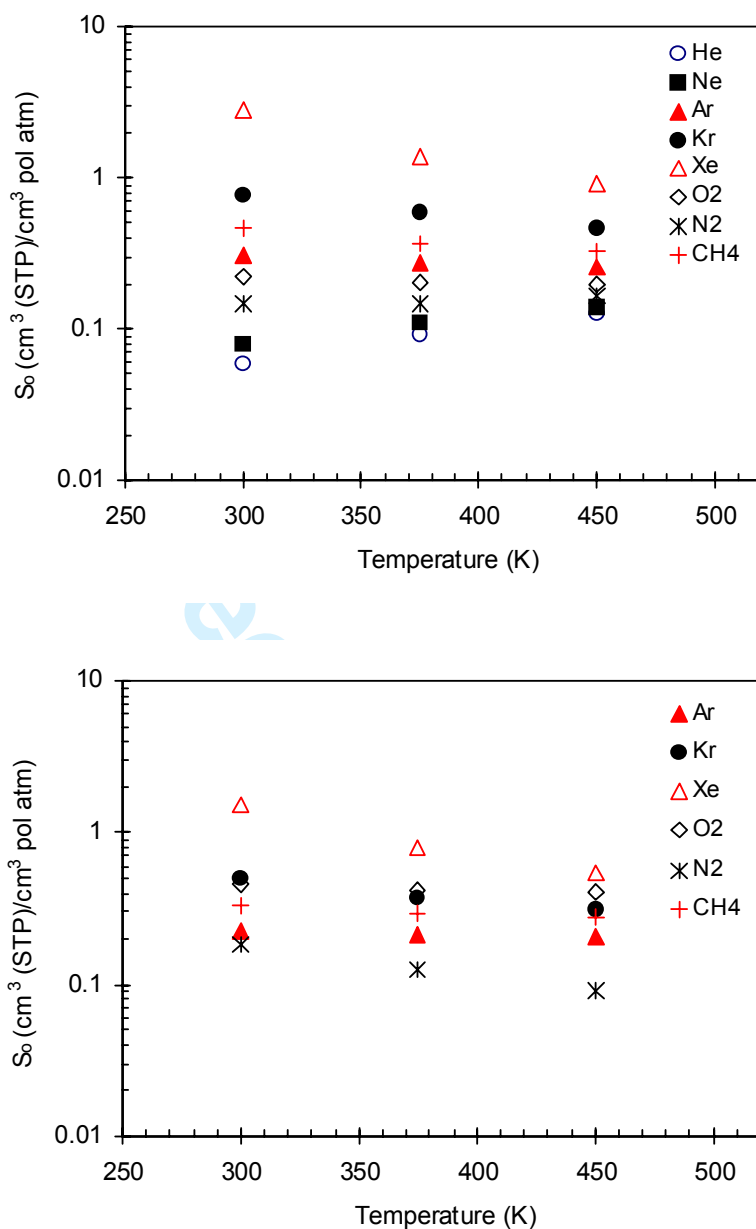 10
1
0.1
0.01
S₀ (cm³ (STP)/cm³ pol atm)
He
Ne
Ar
Kr
Xe
O2
N2
CH4
250 300 350 400 450 500
Temperature (K)
10
1
0.1
0.01
S₀ (cm³ (STP)/cm³ pol atm)
Ar
Kr
Xe
O2
N2
CH4
250 300 350 400 450 500
Temperature (K)